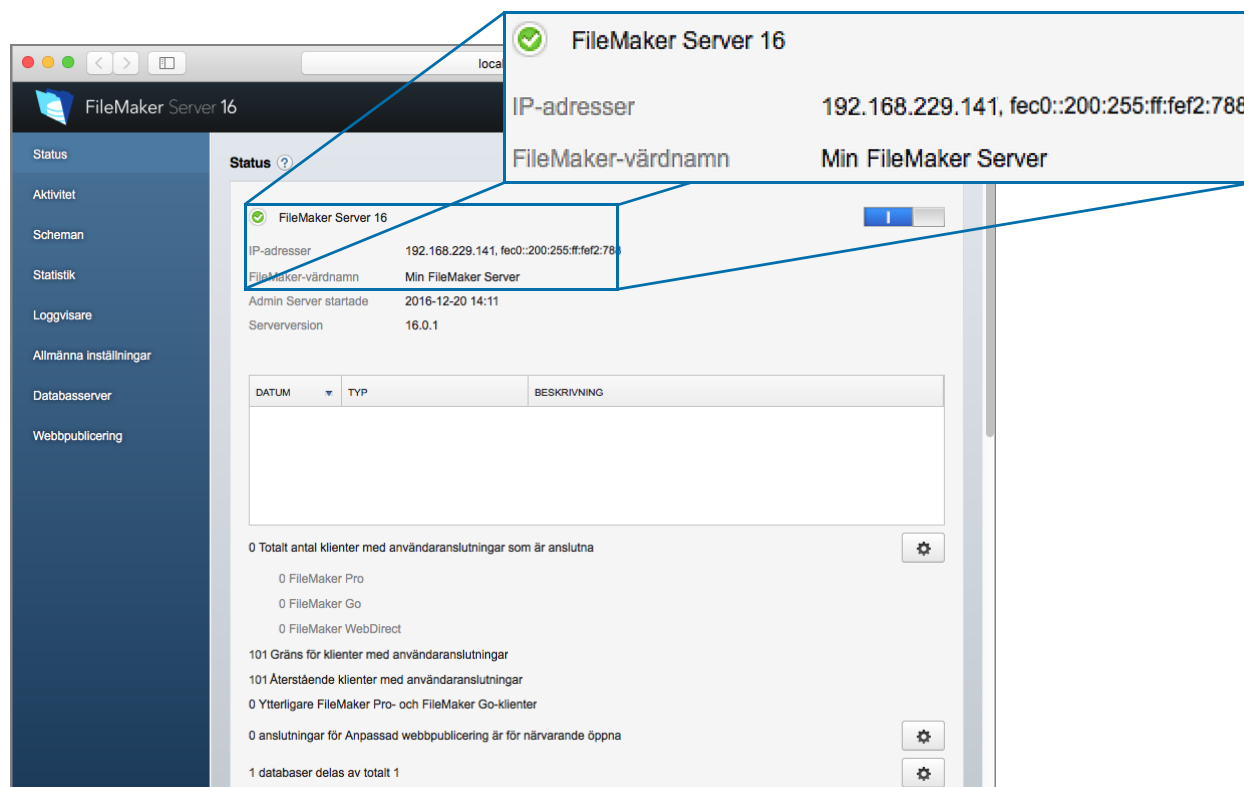 FileMaker Server 16
IP-adresser 192.168.229.141, fec0::200:255:ff:fef2:788
FileMaker-värdnamn Min FileMaker Server
local
FileMaker Server 16
Status
Aktivitet
Scheman
Statistik
Loggvisare
Allmänna inställningar
Databasserver
Webbpublicering
Status ?
FileMaker Server 16
IP-adresser 192.168.229.141, fec0::200:255:ff:fef2:788
FileMaker-värdnamn Min FileMaker Server
Admin Server startade 2016-12-20 14:11
Serverversion 16.0.1
DATUM TYP BESKRIVNING
0 Totalt antal klienter med användaranslutningar som är anslutna
0 FileMaker Pro
0 FileMaker Go
0 FileMaker WebDirect
101 Gräns för klienter med användaranslutningar
101 Återstående klienter med användaranslutningar
0 Ytterligare FileMaker Pro- och FileMaker Go-klienter
0 anslutningar för Anpassad webbpublicering är för närvarande öppna
1 databaser delas av totalt 1